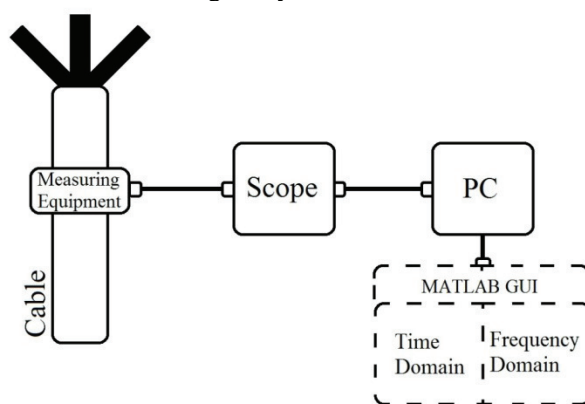 Measuring
Equipment
Scope
PC
Cable
MATLAB GUI
Time
Domain
Frequency
Domain